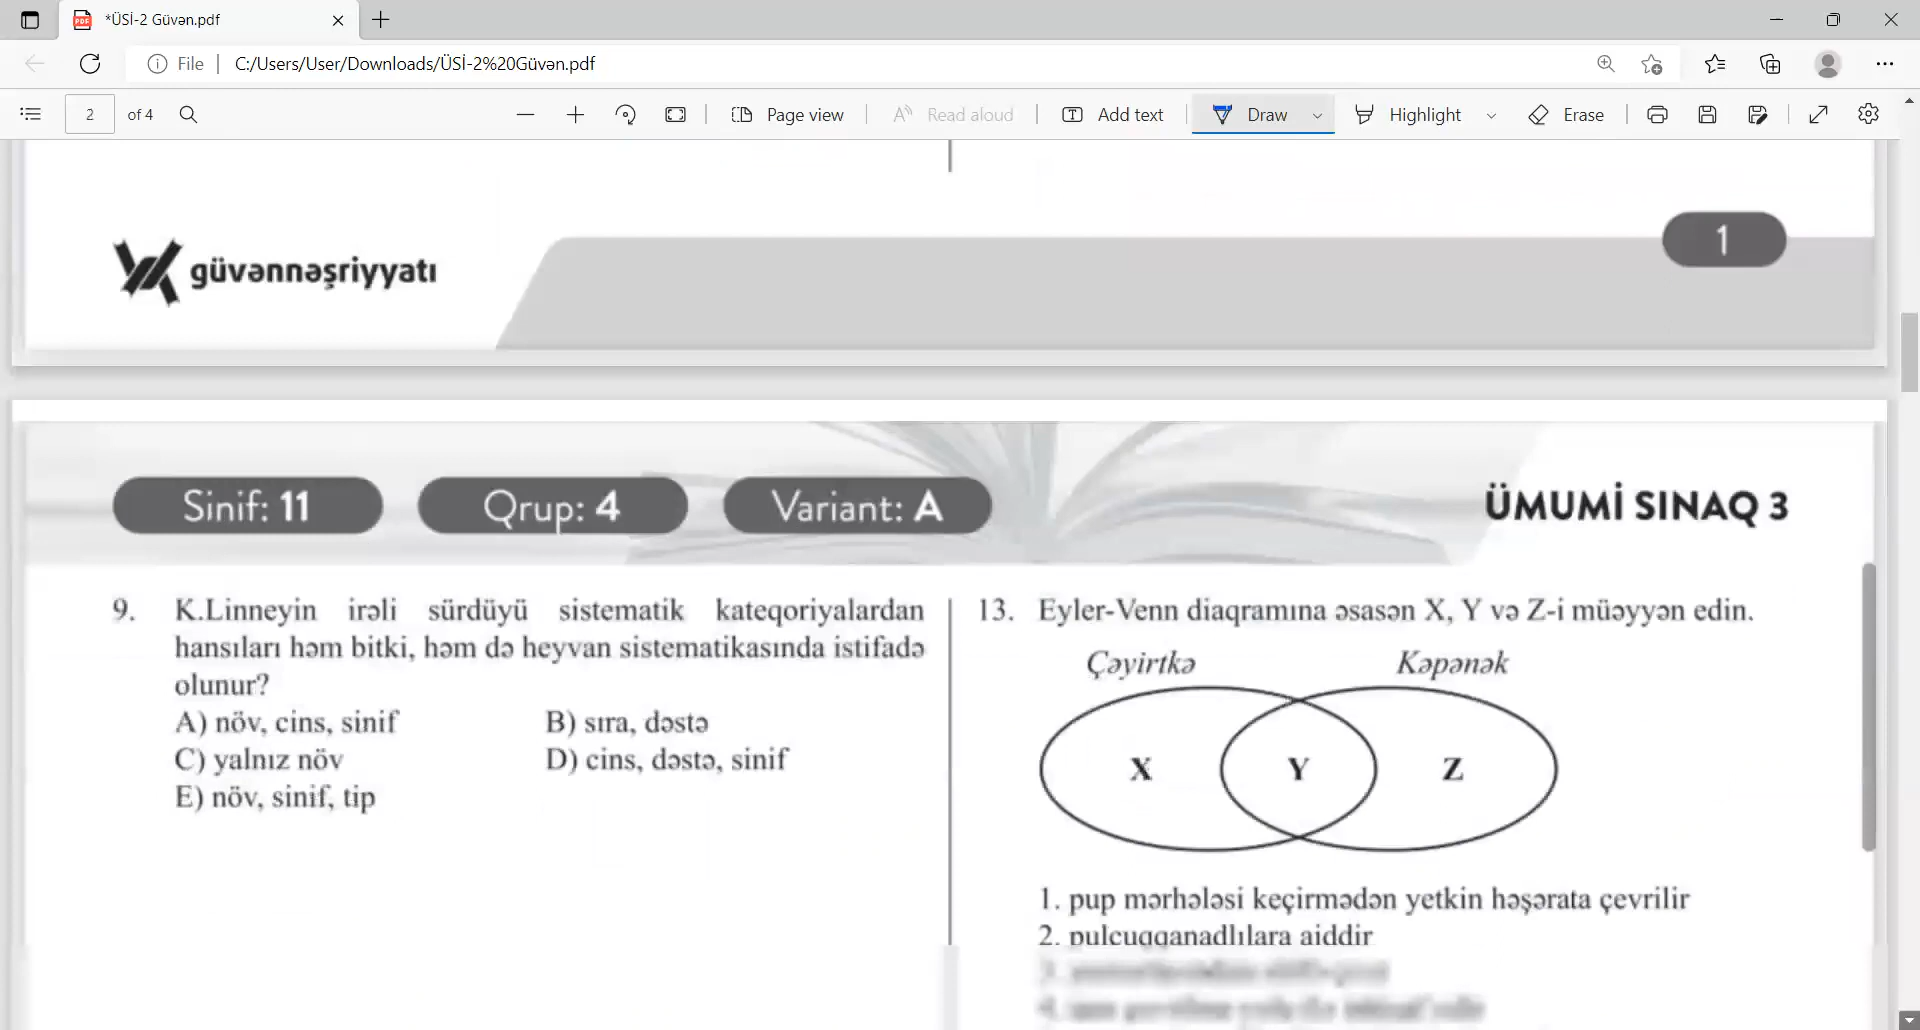 *ÜSİ-2 Güvən.pdf
File
C:/Users/User/Downloads/ÜSİ-2%20Güvən.pdf
2 of 4
Page view
Read aloud
Add text
Draw
Highlight
Erase
güvənnəşriyyatı
1
Sinif: 11
Qrup: 4
Variant: A
ÜMUMİ SINAQ 3
9. K.Linneyin irəli sürdüyü sistematik kateqoriyalardan
hansıları həm bitki, həm də heyvan sistematikasında istifadə
olunur?
A) növ, cins, sinif B) sıra, dəstə
C) yalnız növ D) cins, dəstə, sinif
E) növ, sinif, tip
13. Eyler-Venn diaqramına əsasən X, Y və Z-i müəyyən edin.
Çəyirtkə Kəpənək
X Y Z
1. pup mərhələsi keçirmədən yetkin həşərata çevrilir
2. pulcuqqanadlılara aiddir